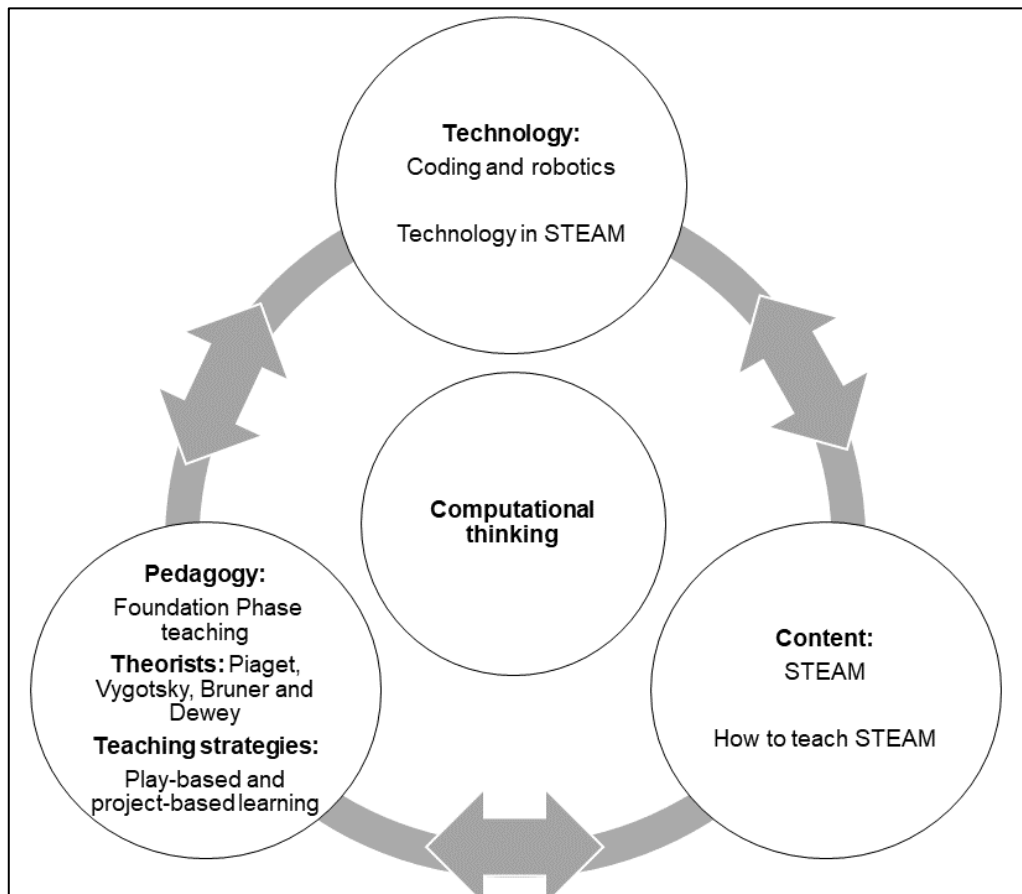 Technology:
Coding and robotics
Technology in STEAM
Computational
thinking
Pedagogy:
Foundation Phase
teaching
Theorists: Piaget,
Vygotsky, Bruner and
Dewey
Teaching strategies:
Play-based and
project-based learning
Content:
STEAM
How to teach STEAM